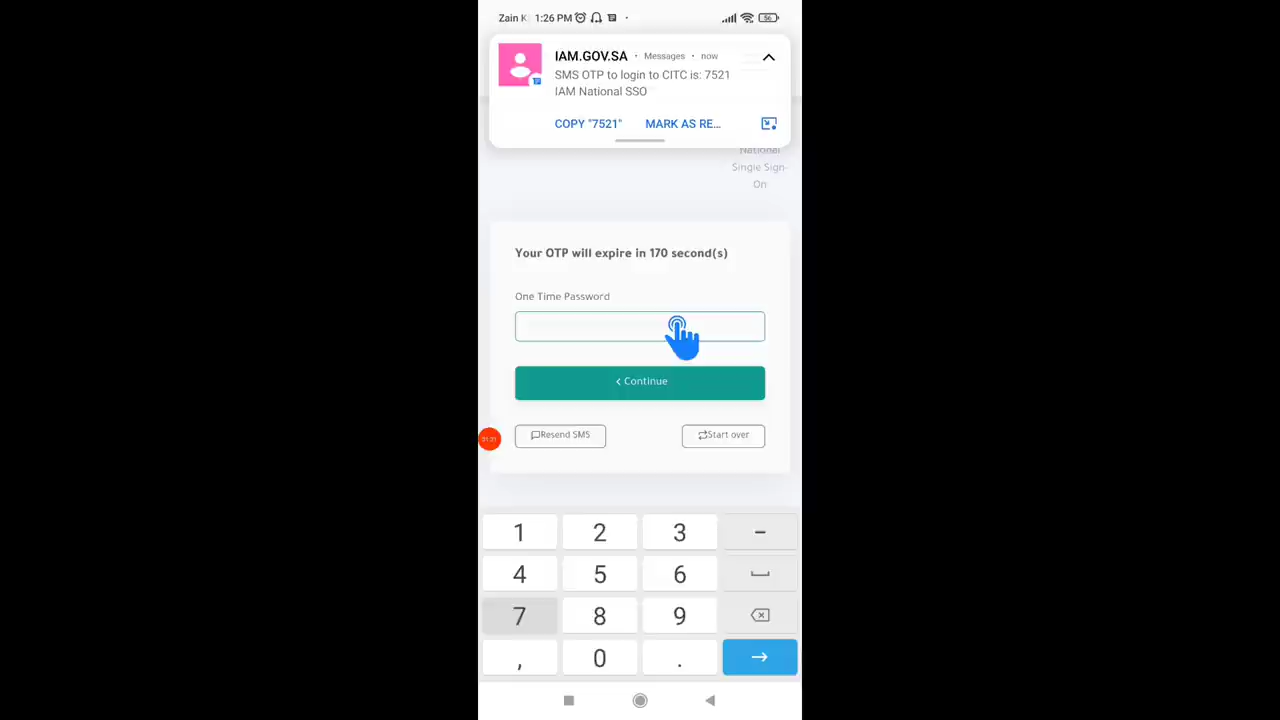 Zain K 1:26 PM 56
IAM.GOV.SA · Messages · now
SMS OTP to login to CITC is: 7521
IAM National SSO
COPY "7521" MARK AS RE...
National
Single Sign-
On
Your OTP will expire in 170 second(s)
One Time Password
Continue
Resend SMS Start over
1 2 3 -
4 5 6
7 8 9
, 0 .